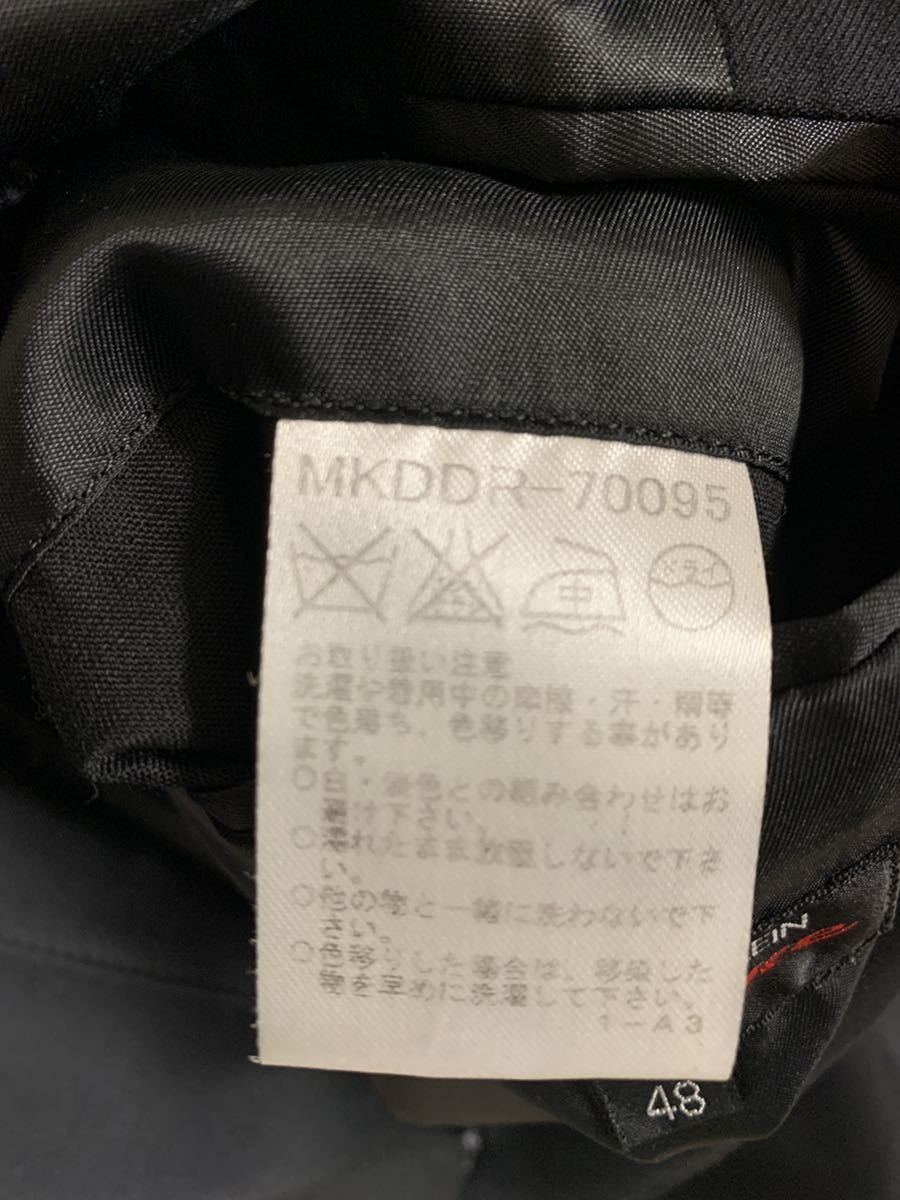 MKDDR-70095
ドライ
中
お取り扱い注意
洗濯や着用中の摩擦・汗・雨等
で色落ち、色移りする事があり
ます。
○白・淡色との組み合わせはお
避け下さい。
○濡れたまま放置しないで下さ
い。
○他の物と一緒に洗わないで下
さい。
○色移りした場合は、移染した
物を早めに洗濯して下さい。
1-A3
EIN
48